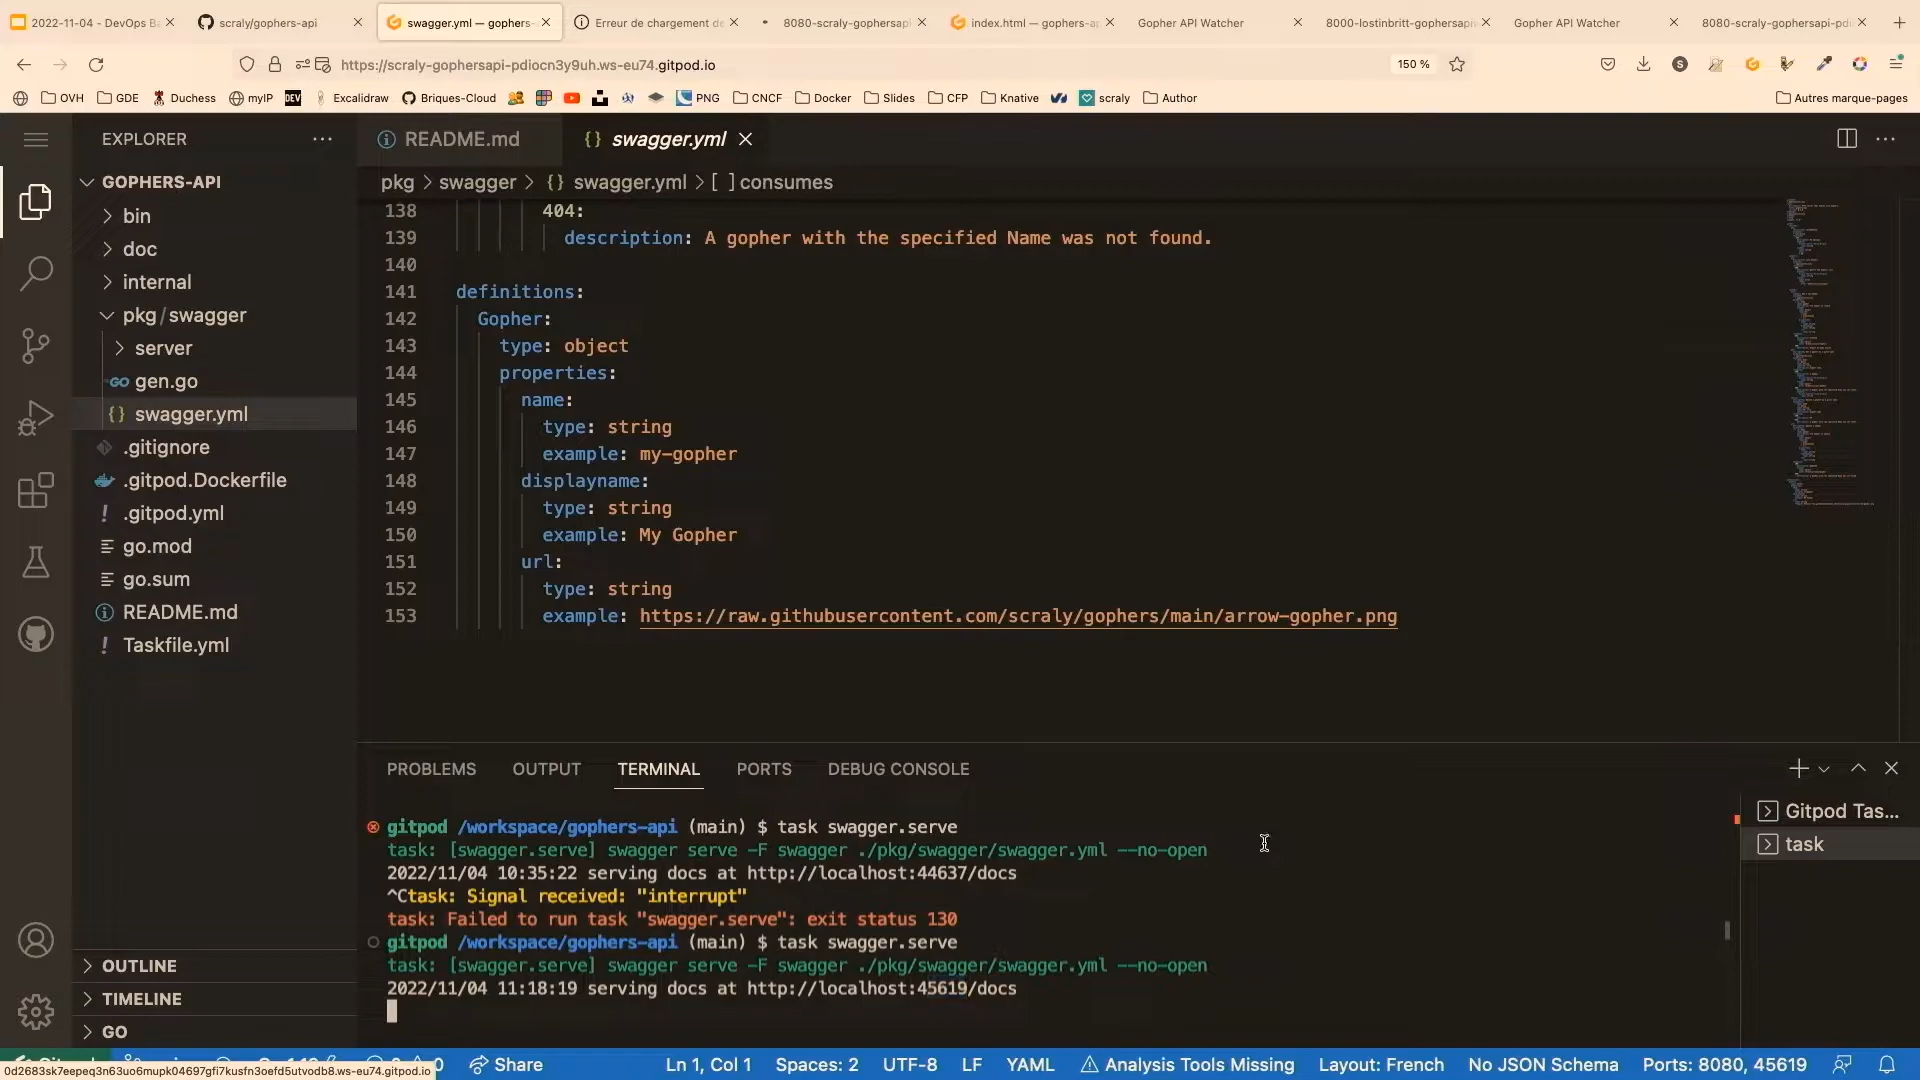 2022-11-04 - DevOps Ba
scraly/gophers-api
swagger.yml — gophers-
Erreur de chargement de
8080-scraly-gophersapi
index.html — gophers-a
Gopher API Watcher
8000-lostinbritt-gophersapi
Gopher API Watcher
8080-scraly-gophersapi-pdi
https://scraly-gophersapi-pdiocn3y9uh.ws-eu74.gitpod.io
150 %
OVH
GDE
Duchess
myIP
DEV
Excalidraw
Briques-Cloud
PNG
CNCF
Docker
Slides
CFP
Knative
scraly
Author
Autres marque-pages
EXPLORER
GOPHERS-API
bin
doc
internal
pkg / swagger
server
gen.go
swagger.yml
.gitignore
.gitpod.Dockerfile
.gitpod.yml
go.mod
go.sum
README.md
Taskfile.yml
OUTLINE
TIMELINE
GO
README.md
swagger.yml
pkg > swagger > {} swagger.yml > [ ] consumes
138 404:
139 description: A gopher with the specified Name was not found.
140
141 definitions:
142 Gopher:
143 type: object
144 properties:
145 name:
146 type: string
147 example: my-gopher
148 displayname:
149 type: string
150 example: My Gopher
151 url:
152 type: string
153 example: https://raw.githubusercontent.com/scraly/gophers/main/arrow-gopher.png
PROBLEMS
OUTPUT
TERMINAL
PORTS
DEBUG CONSOLE
gitpod /workspace/gophers-api (main) $ task swagger.serve
task: [swagger.serve] swagger serve -F swagger ./pkg/swagger/swagger.yml --no-open
2022/11/04 10:35:22 serving docs at http://localhost:44637/docs
^Ctask: Signal received: "interrupt"
task: Failed to run task "swagger.serve": exit status 130
gitpod /workspace/gophers-api (main) $ task swagger.serve
task: [swagger.serve] swagger serve -F swagger ./pkg/swagger/swagger.yml --no-open
2022/11/04 11:18:19 serving docs at http://localhost:45619/docs
Gitpod Tas...
task
Share
Ln 1, Col 1
Spaces: 2
UTF-8
LF
YAML
Analysis Tools Missing
Layout: French
No JSON Schema
Ports: 8080, 45619
0d2683sk7eepeq3n63uo6mupk04697gfi7kusfn3oefd5utvodb8.ws-eu74.gitpod.io